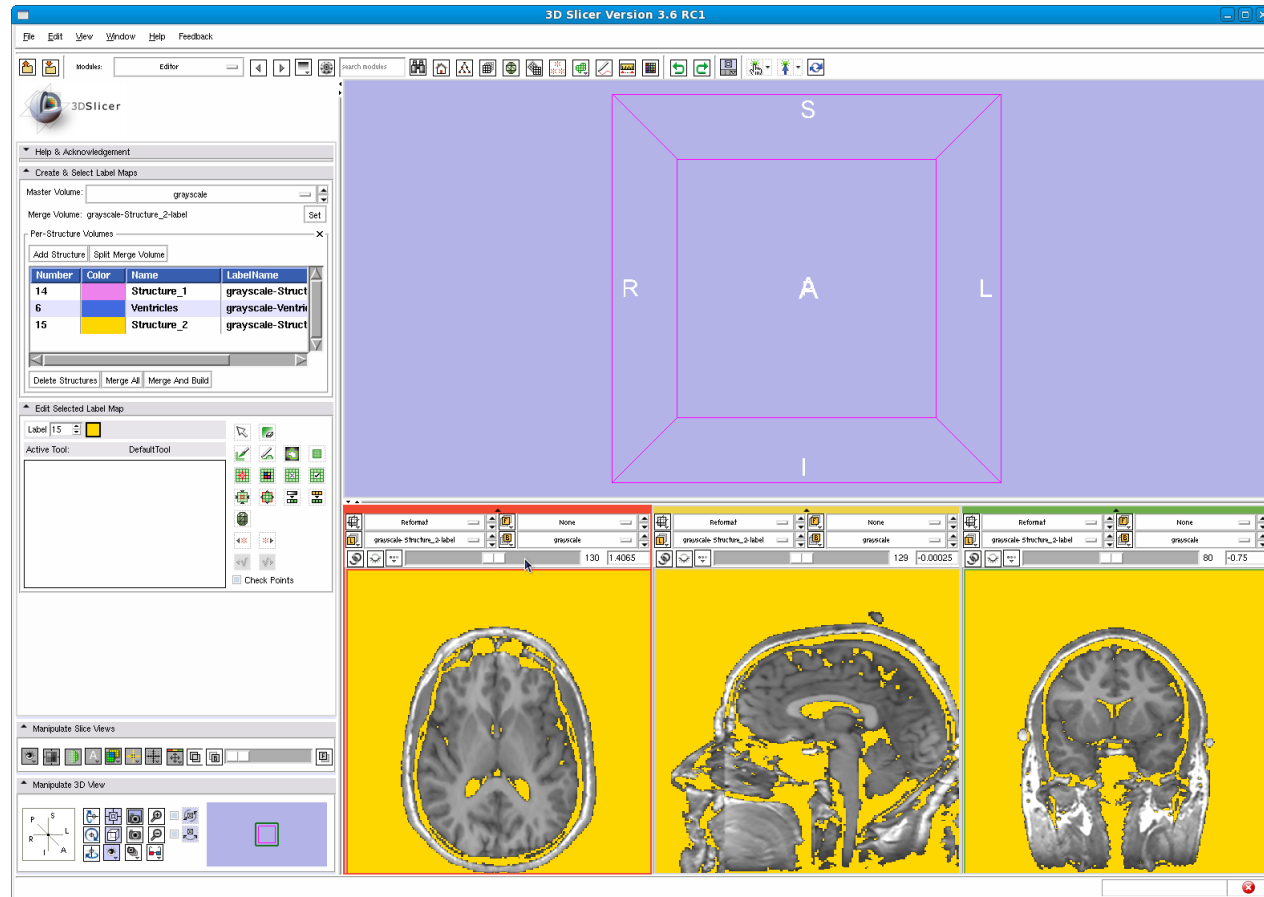 3D Slicer Version 3.6 RC1
File Edit View Window Help Feedback
Modules: Editor search modules
3DSlicer
Help & Acknowledgement
Create & Select Label Maps
Master Volume: grayscale
Merge Volume: grayscale-Structure_2-label Set
Per-Structure Volumes
Add Structure Split Merge Volume
Number Color Name LabelName
14 Structure_1 grayscale-Struct
6 Ventricles grayscale-Ventri
15 Structure_2 grayscale-Struct
Delete Structures Merge All Merge And Build
Edit Selected Label Map
Label 15
Active Tool: DefaultTool
Check Points
Manipulate Slice Views
Manipulate 3D View
P S
R L
I A
S
R A L
I
Reformat None
grayscale-Structure_2-label grayscale
130 1.4065
Reformat None
grayscale-Structure_2-label grayscale
129 -0.00025
Reformat None
grayscale-Structure_2-label grayscale
80 -0.75